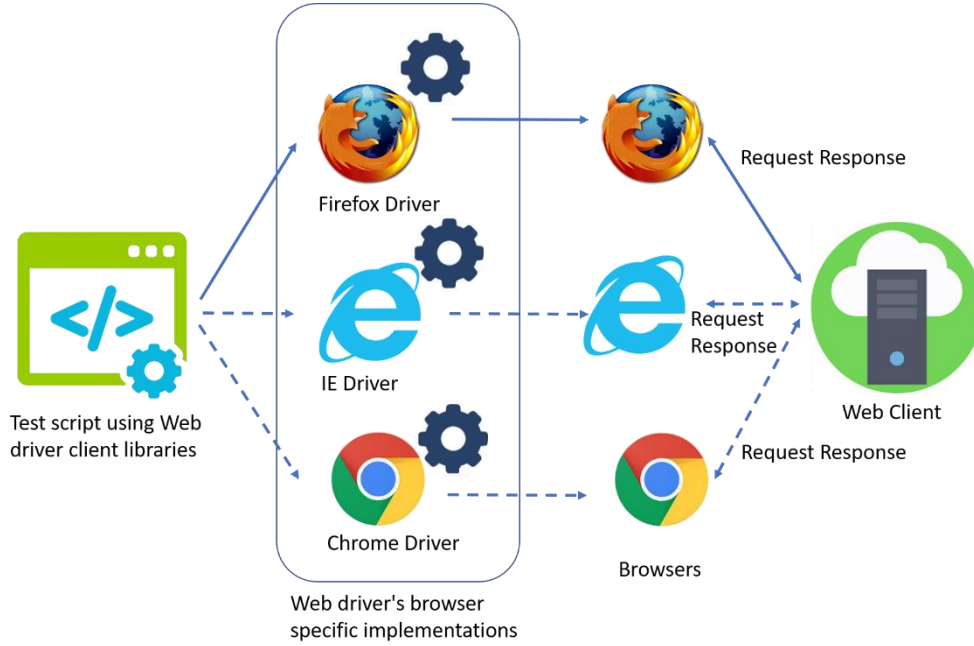 Firefox Driver
Request Response
IE Driver
Request
Response
Test script using Web
driver client libraries
Web Client
Request Response
Chrome Driver
Browsers
Web driver's browser
specific implementations